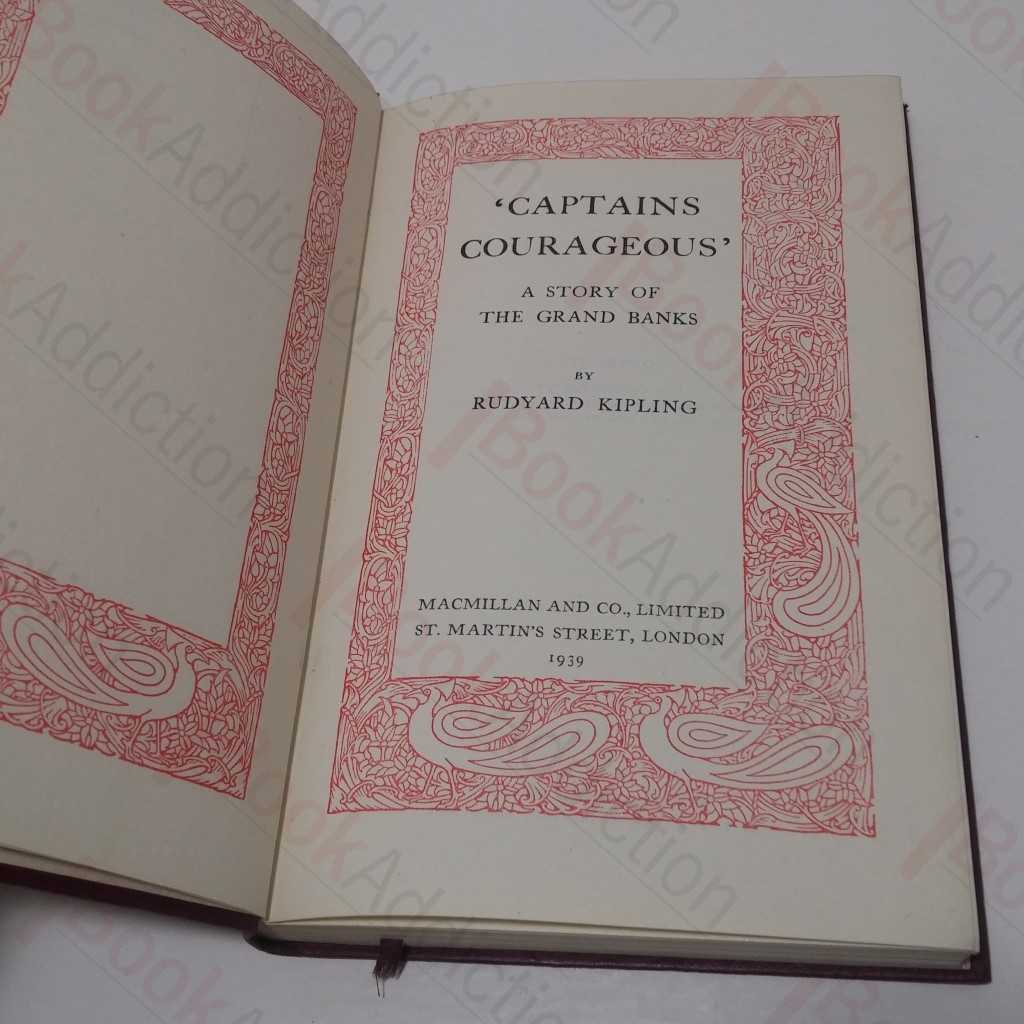 ‘CAPTAINS
COURAGEOUS’
A STORY OF
THE GRAND BANKS
BY
RUDYARD KIPLING
MACMILLAN AND CO., LIMITED
ST. MARTIN'S STREET, LONDON
1939
BookAddiction